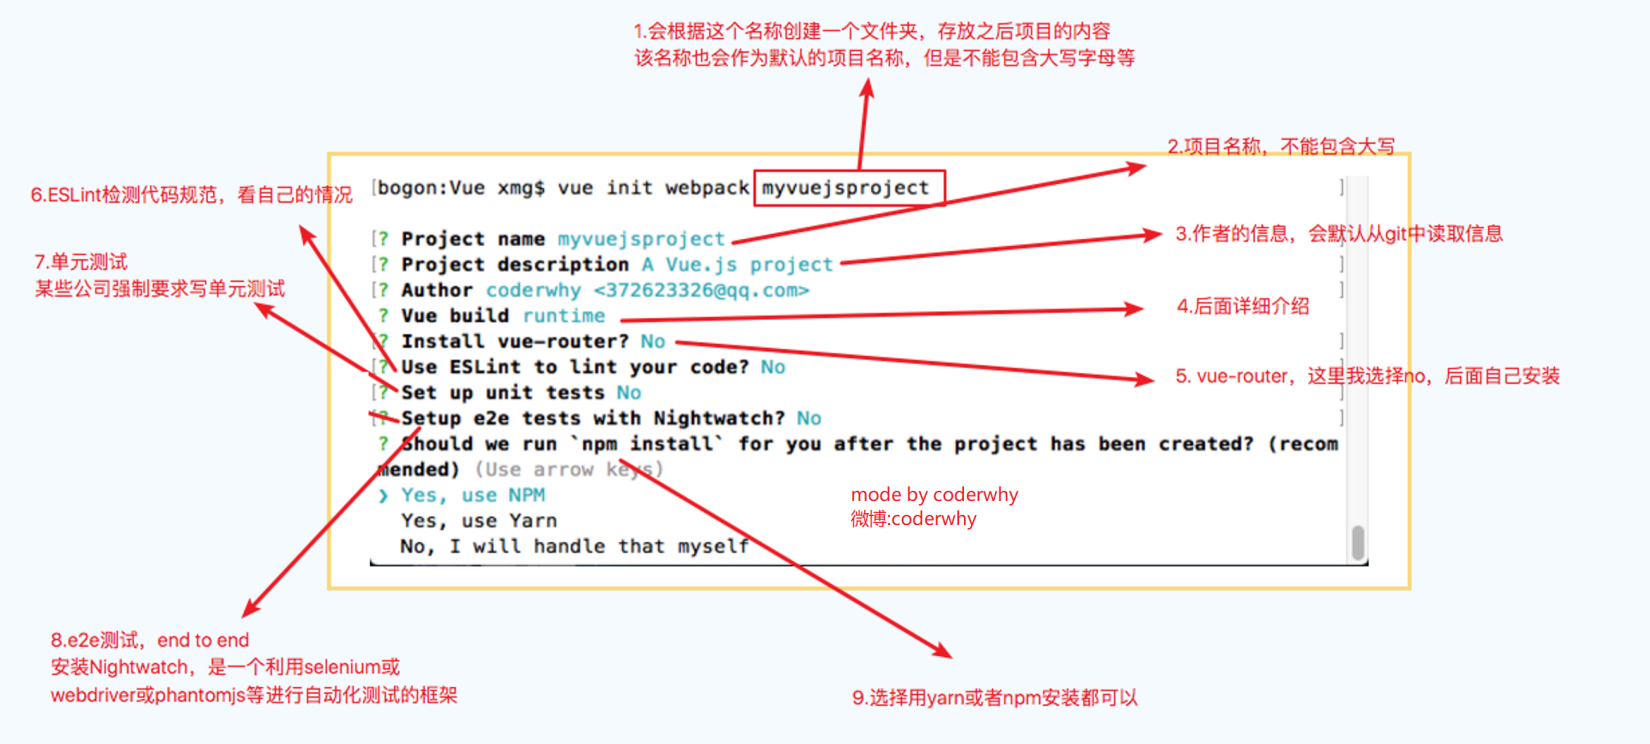 1.会根据这个名称创建一个文件夹，存放之后项目的内容
该名称也会作为默认的项目名称，但是不能包含大写字母等
2.项目名称，不能包含大写
6.ESLint检测代码规范，看自己的情况
[bogon:Vue xmg$ vue init webpack myvuejsproject ]
[? Project name myvuejsproject
3.作者的信息，会默认从git中读取信息
7.单元测试
某些公司强制要求写单元测试
[? Project description A Vue.js project ]
[? Author coderwhy <372623326@qq.com> ]
? Vue build runtime
4.后面详细介绍
[? Install vue-router? No ]
[? Use ESLint to lint your code? No ]
5. vue-router，这里我选择no，后面自己安装
[? Set up unit tests No ]
[? Setup e2e tests with Nightwatch? No ]
? Should we run `npm install` for you after the project has been created? (recom
mended) (Use arrow keys)
❯ Yes, use NPM
Yes, use Yarn
No, I will handle that myself
mode by coderwhy
微博:coderwhy
8.e2e测试，end to end
安装Nightwatch，是一个利用selenium或
webdriver或phantomjs等进行自动化测试的框架
9.选择用yarn或者npm安装都可以